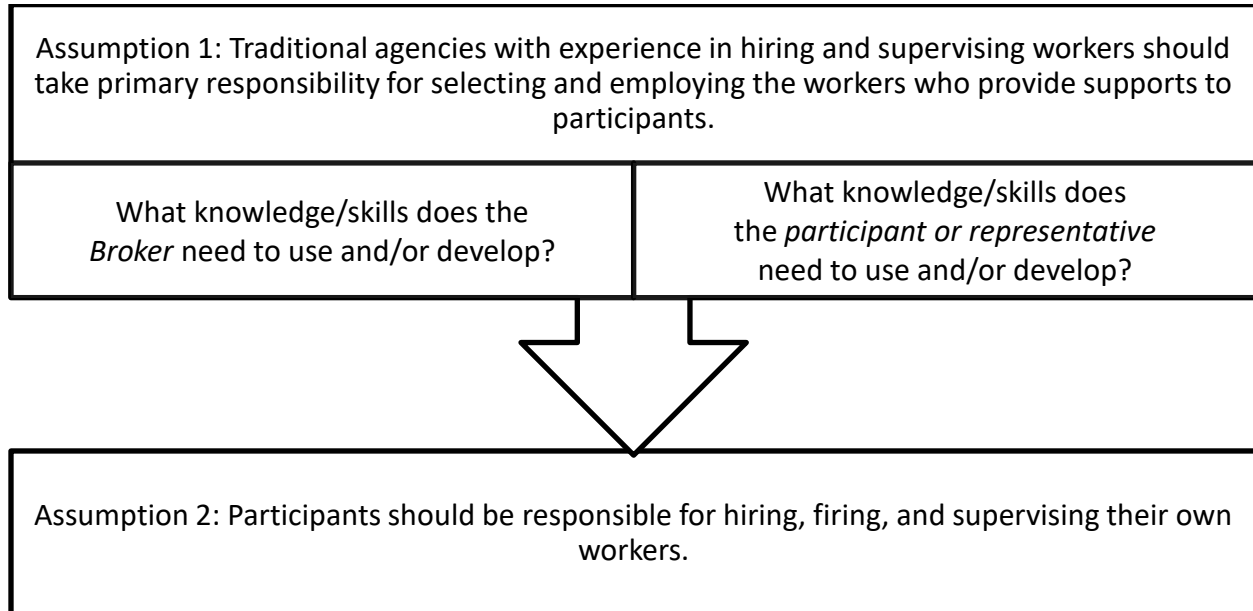 Assumption 1: Traditional agencies with experience in hiring and supervising workers should
take primary responsibility for selecting and employing the workers who provide supports to
participants.
What knowledge/skills does the
Broker need to use and/or develop?
What knowledge/skills does
the participant or representative
need to use and/or develop?
Assumption 2: Participants should be responsible for hiring, firing, and supervising their own
workers.